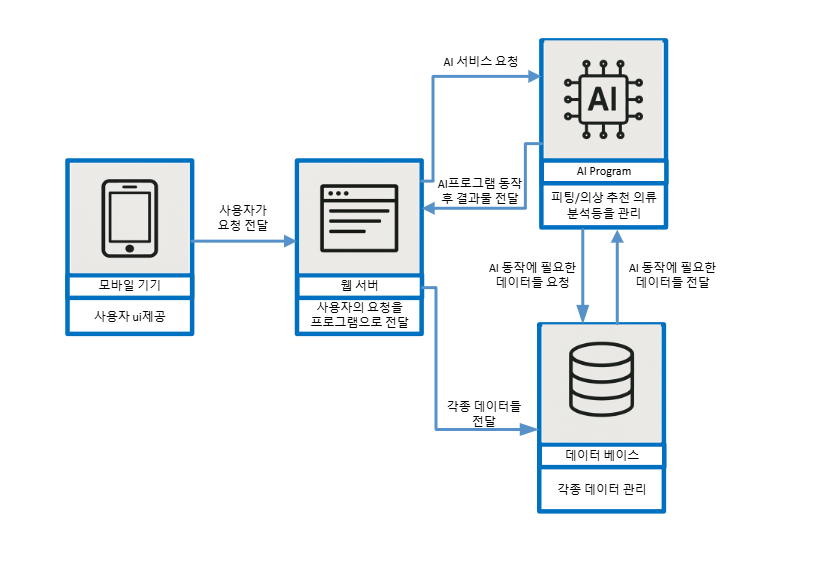 AI 서비스 요청
AI
AI Program
피팅/의상 추천 의류
분석등을 관리
AI프로그램 동작
후 결과물 전달
사용자가
요청 전달
모바일 기기
사용자 ui제공
웹 서버
사용자의 요청을
프로그램으로 전달
AI 동작에 필요한
데이터들 요청
AI 동작에 필요한
데이터들 전달
각종 데이터들
전달
데이터 베이스
각종 데이터 관리